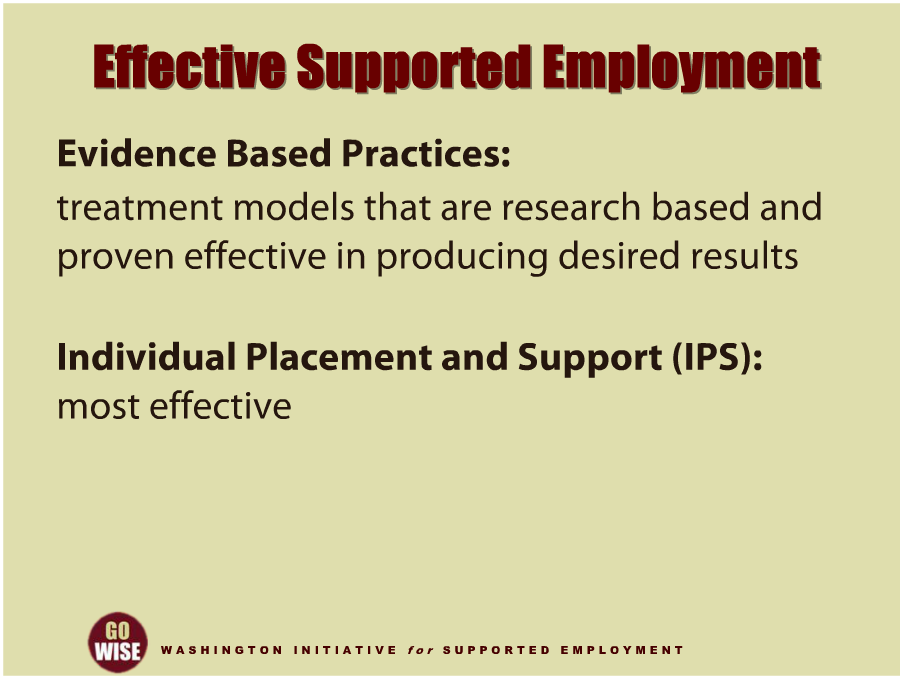 Effective Supported Employment
Evidence Based Practices:
treatment models that are research based and
proven effective in producing desired results
Individual Placement and Support (IPS):
most effective
GO
WISE
WASHINGTON INITIATIVE for SUPPORTED EMPLOYMENT